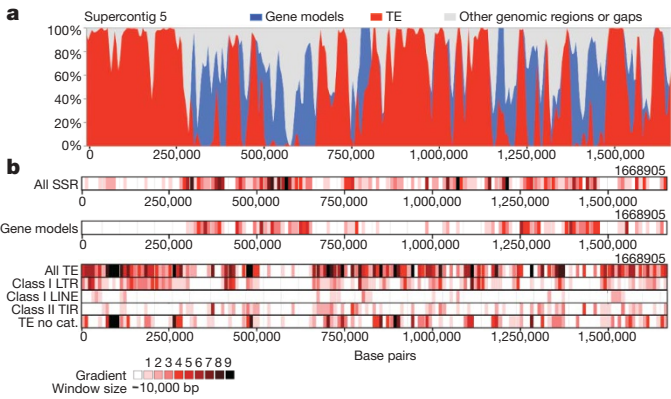 a
Supercontig 5 Gene models TE Other genomic regions or gaps
100%
80%
60%
40%
20%
0%
0 250,000 500,000 750,000 1,000,000 1,250,000 1,500,000
b
1668905
All SSR
0 250,000 500,000 750,000 1,000,000 1,250,000 1,500,000
1668905
Gene models
0 250,000 500,000 750,000 1,000,000 1,250,000 1,500,000
1668905
All TE
Class I LTR
Class I LINE
Class II TIR
TE no cat.
0 250,000 500,000 750,000 1,000,000 1,250,000 1,500,000
Base pairs
1 2 3 4 5 6 7 8 9
Gradient
Window size ~10,000 bp